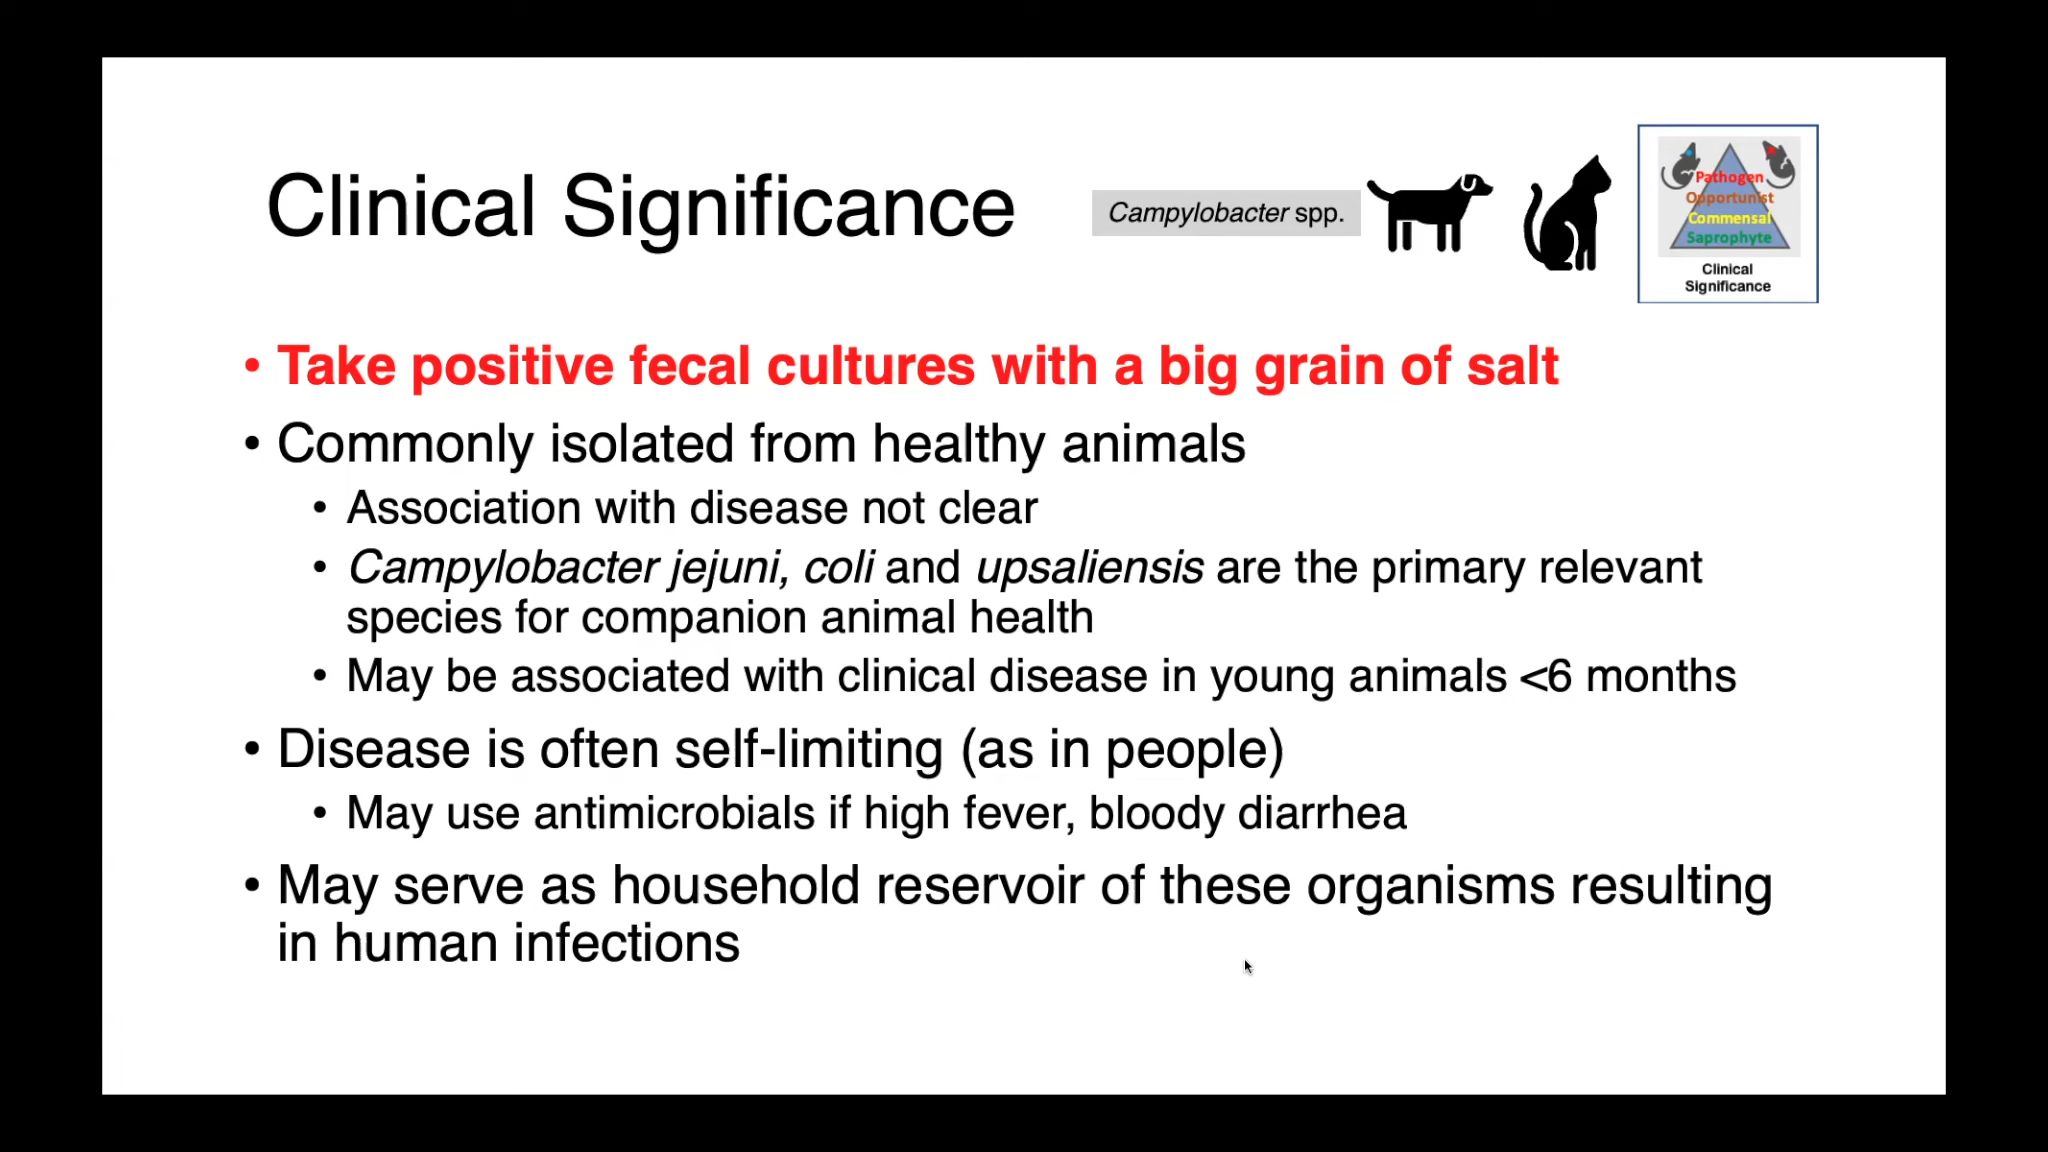 Clinical Significance
Campylobacter spp.
Pathogen
Opportunist
Commensal
Saprophyte
Clinical
Significance
• Take positive fecal cultures with a big grain of salt
• Commonly isolated from healthy animals
• Association with disease not clear
• Campylobacter jejuni, coli and upsaliensis are the primary relevant
species for companion animal health
• May be associated with clinical disease in young animals <6 months
• Disease is often self-limiting (as in people)
• May use antimicrobials if high fever, bloody diarrhea
• May serve as household reservoir of these organisms resulting
in human infections